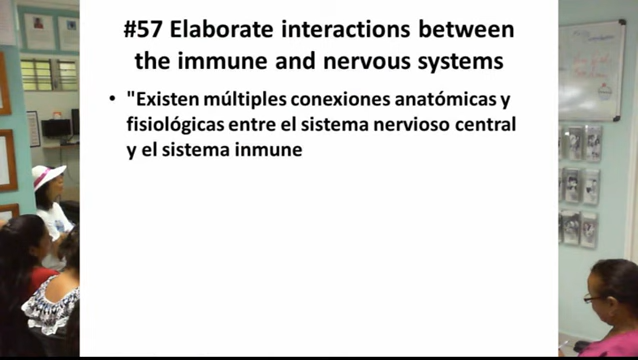 #57 Elaborate interactions between
the immune and nervous systems
• "Existen múltiples conexiones anatómicas y
fisiológicas entre el sistema nervioso central
y el sistema inmune